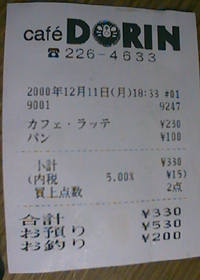 café DORIN
☎226-4633
2000年12月11日(月)18:33 #01
9001 9247
カフェ・ラッテ ¥230
パン ¥100
小計 ¥330
(内税 5.00% ¥15)
買上点数 2点
合計 ¥330
お預り ¥530
お釣り ¥200